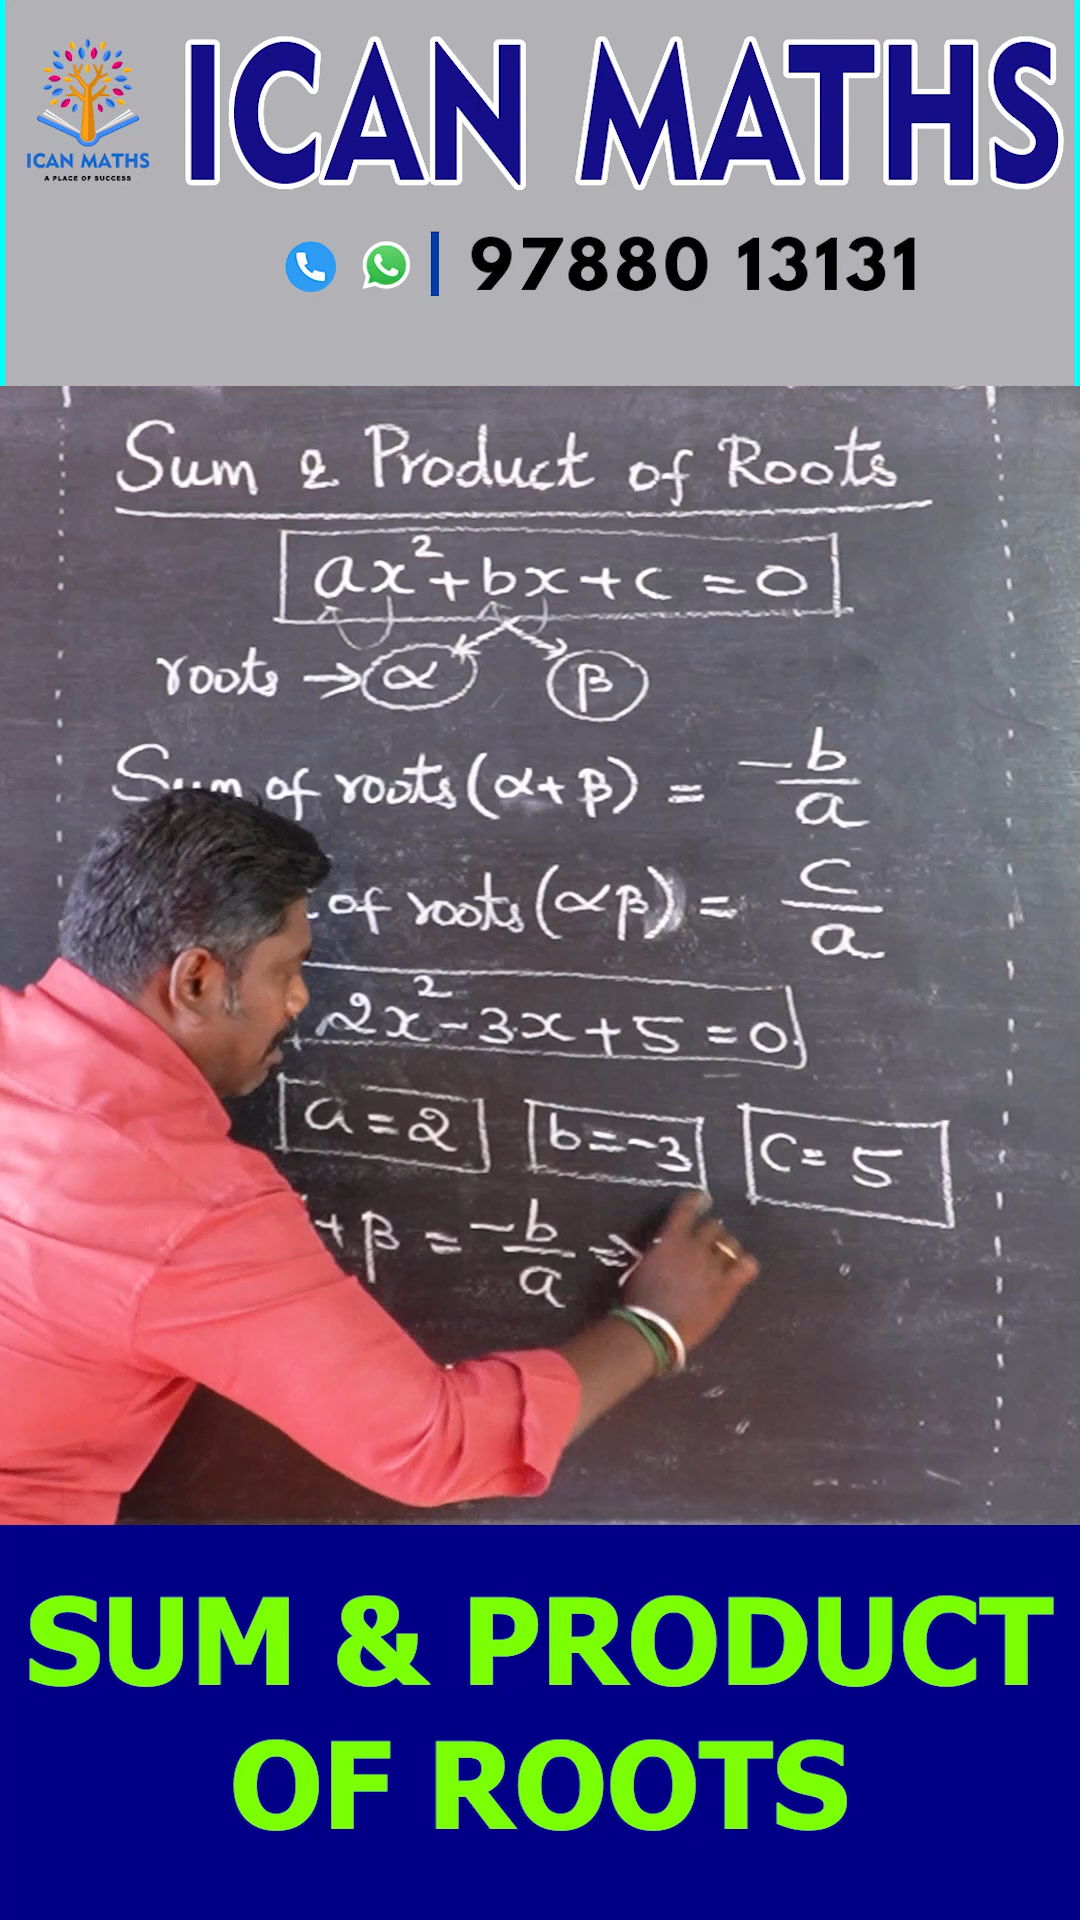 ICAN MATHS
A PLACE OF SUCCESS
ICAN MATHS
97880 13131
Sum & Product of Roots
ax²+bx+c=0
roots → α β
Sum of roots (α+β) = -b/a
of roots (αβ) = c/a
2x²-3x+5=0
a=2 b=-3 c=5
+β = -b/a ⇒
SUM & PRODUCT
OF ROOTS